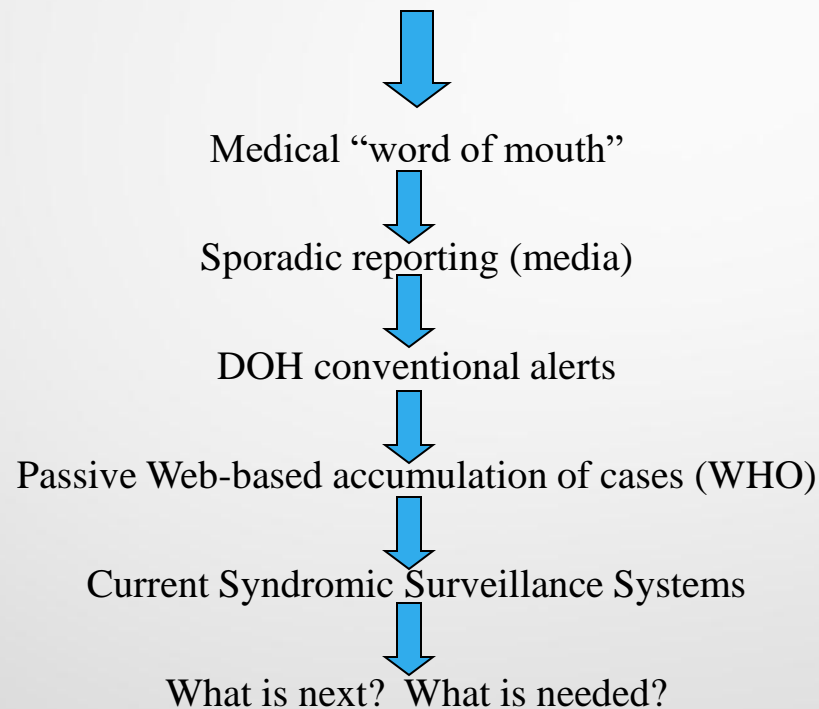 Medical “word of mouth”
Sporadic reporting (media)
DOH conventional alerts
Passive Web-based accumulation of cases (WHO)
Current Syndromic Surveillance Systems
What is next?  What is needed?